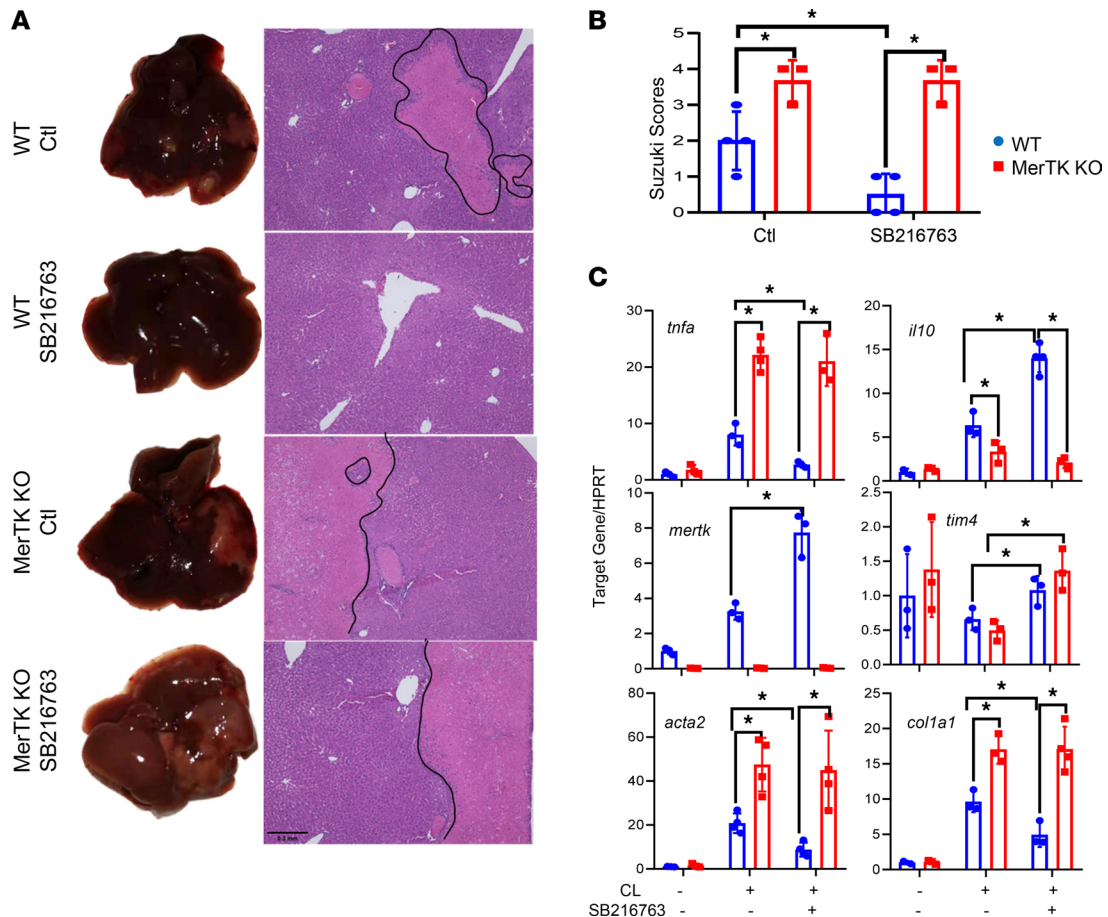 A
WT
Ctl
WT
SB216763
MerTK KO
Ctl
MerTK KO
SB216763
0.2 mm
B
Suzuki Scores
5
4
3
2
1
0
*
*
*
Ctl
SB216763
WT
MerTK KO
C
Target Gene/HPRT
tnfa
30
20
10
0
*
*
*
il10
20
15
10
5
0
*
*
*
mertk
8
6
4
2
0
*
tim4
2.5
2.0
1.5
1.0
0.5
0.0
*
*
acta2
80
60
40
20
0
*
*
*
col1a1
25
20
15
10
5
0
*
*
*
CL - + + - + +
SB216763 - - + - - +